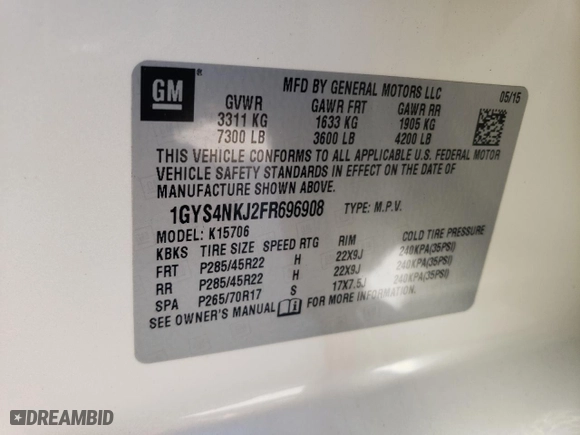 GM ®
MFD BY GENERAL MOTORS LLC
05/15
GVWR GAWR FRT GAWR RR
3311 KG 1633 KG 1905 KG
7300 LB 3600 LB 4200 LB
THIS VEHICLE CONFORMS TO ALL APPLICABLE U.S. FEDERAL MOTOR
VEHICLE SAFETY STANDARDS IN EFFECT ON THE DATE OF
MANUFACTURE SHOWN ABOVE.
1GYS4NKJ2FR696908 TYPE: M.P.V.
MODEL: K15706
KBKS TIRE SIZE SPEED RTG RIM COLD TIRE PRESSURE
FRT P285/45R22 H 22X9J 240KPA(35PSI)
RR P285/45R22 H 22X9J 240KPA(35PSI)
SPA P265/70R17 S 17X7.5J 240KPA(35PSI)
SEE OWNER'S MANUAL i FOR MORE INFORMATION.
DREAMBID